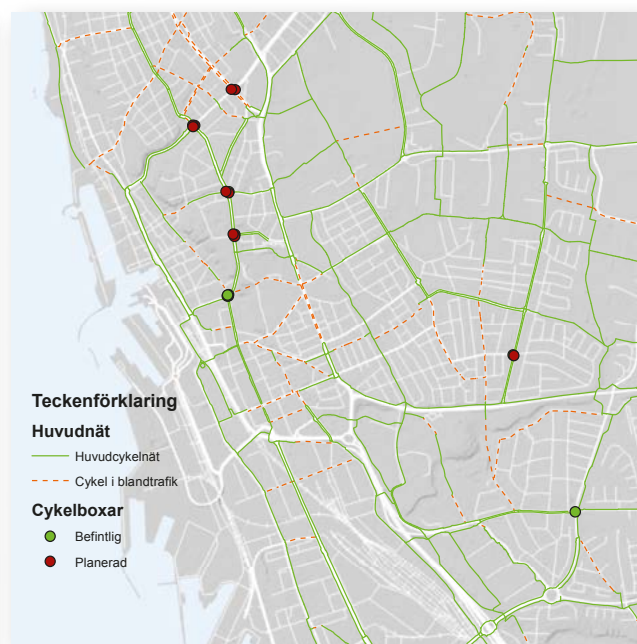 Teckenförklaring
Huvudnät
Huvudcykelnät
Cykel i blandtrafik
Cykelboxar
Befintlig
Planerad